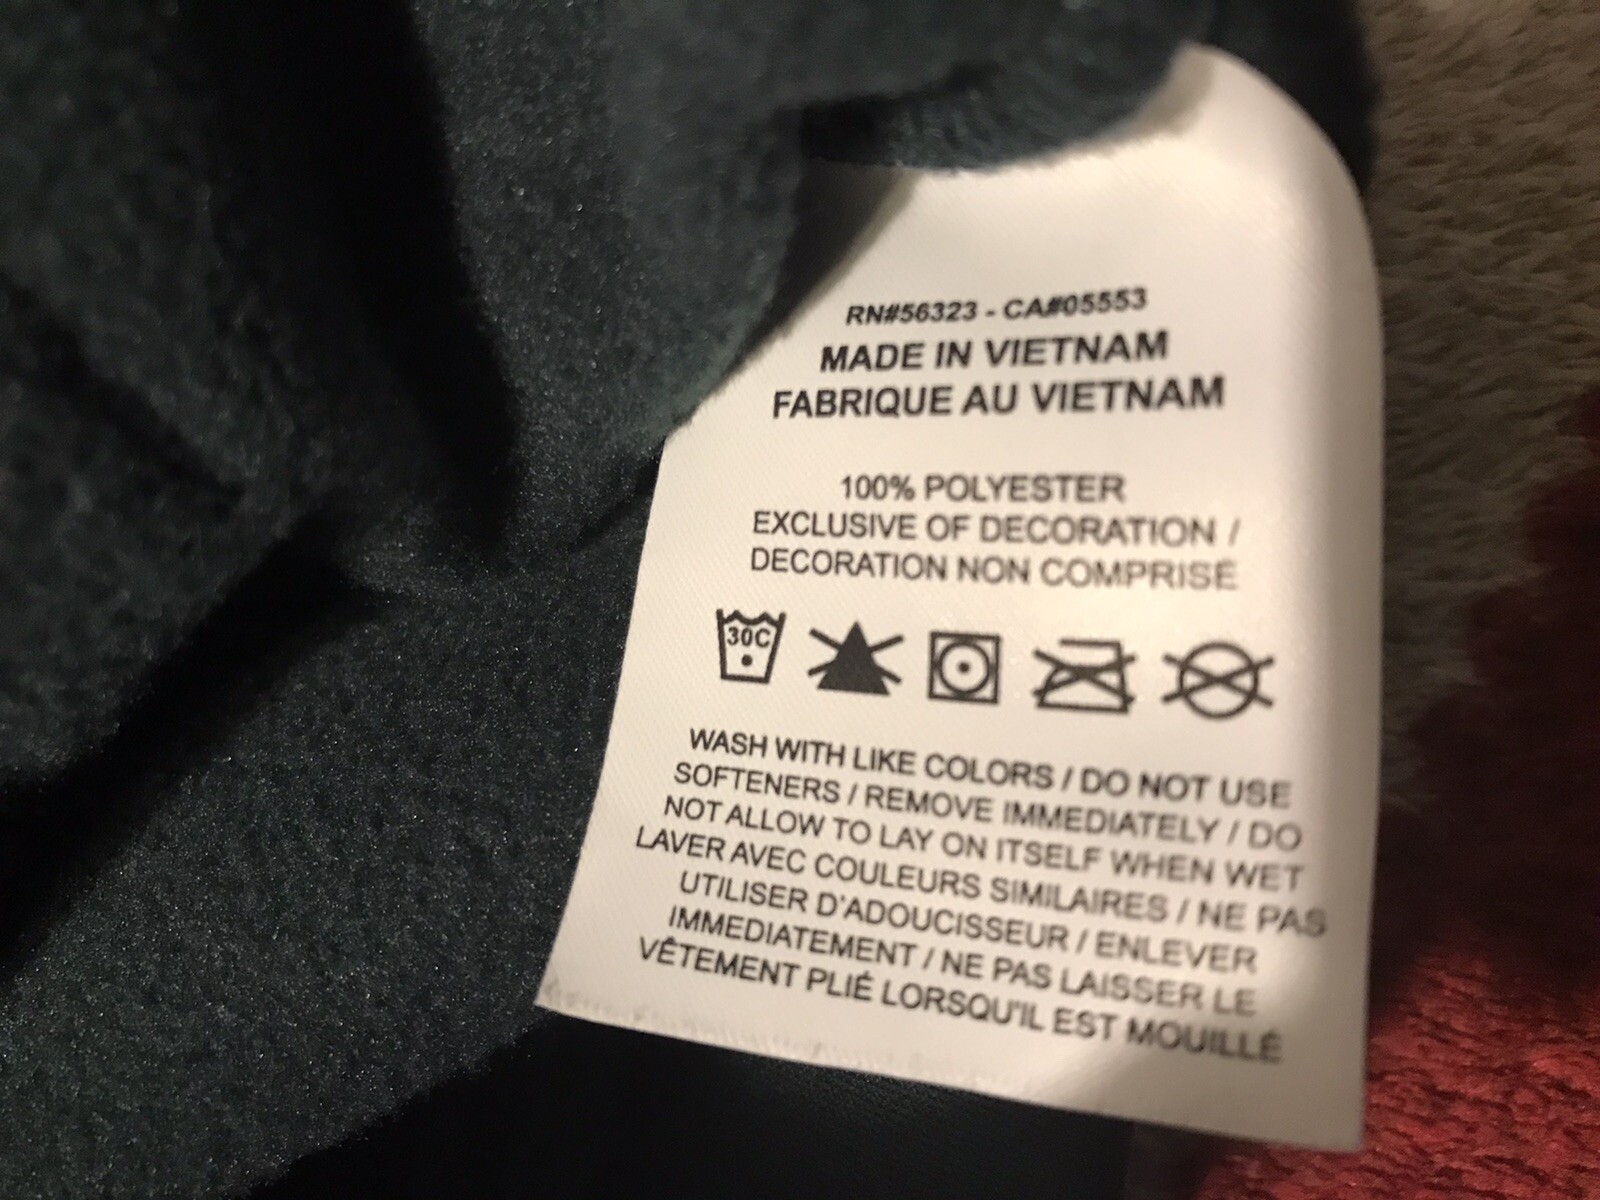 RN#56323 - CA#05553
MADE IN VIETNAM
FABRIQUE AU VIETNAM
100% POLYESTER
EXCLUSIVE OF DECORATION /
DECORATION NON COMPRISÉ
30C
WASH WITH LIKE COLORS / DO NOT USE
SOFTENERS / REMOVE IMMEDIATELY / DO
NOT ALLOW TO LAY ON ITSELF WHEN WET
LAVER AVEC COULEURS SIMILAIRES / NE PAS
UTILISER D'ADOUCISSEUR / ENLEVER
IMMEDIATEMENT / NE PAS LAISSER LE
VÊTEMENT PLIÉ LORSQU'IL EST MOUILLÉ